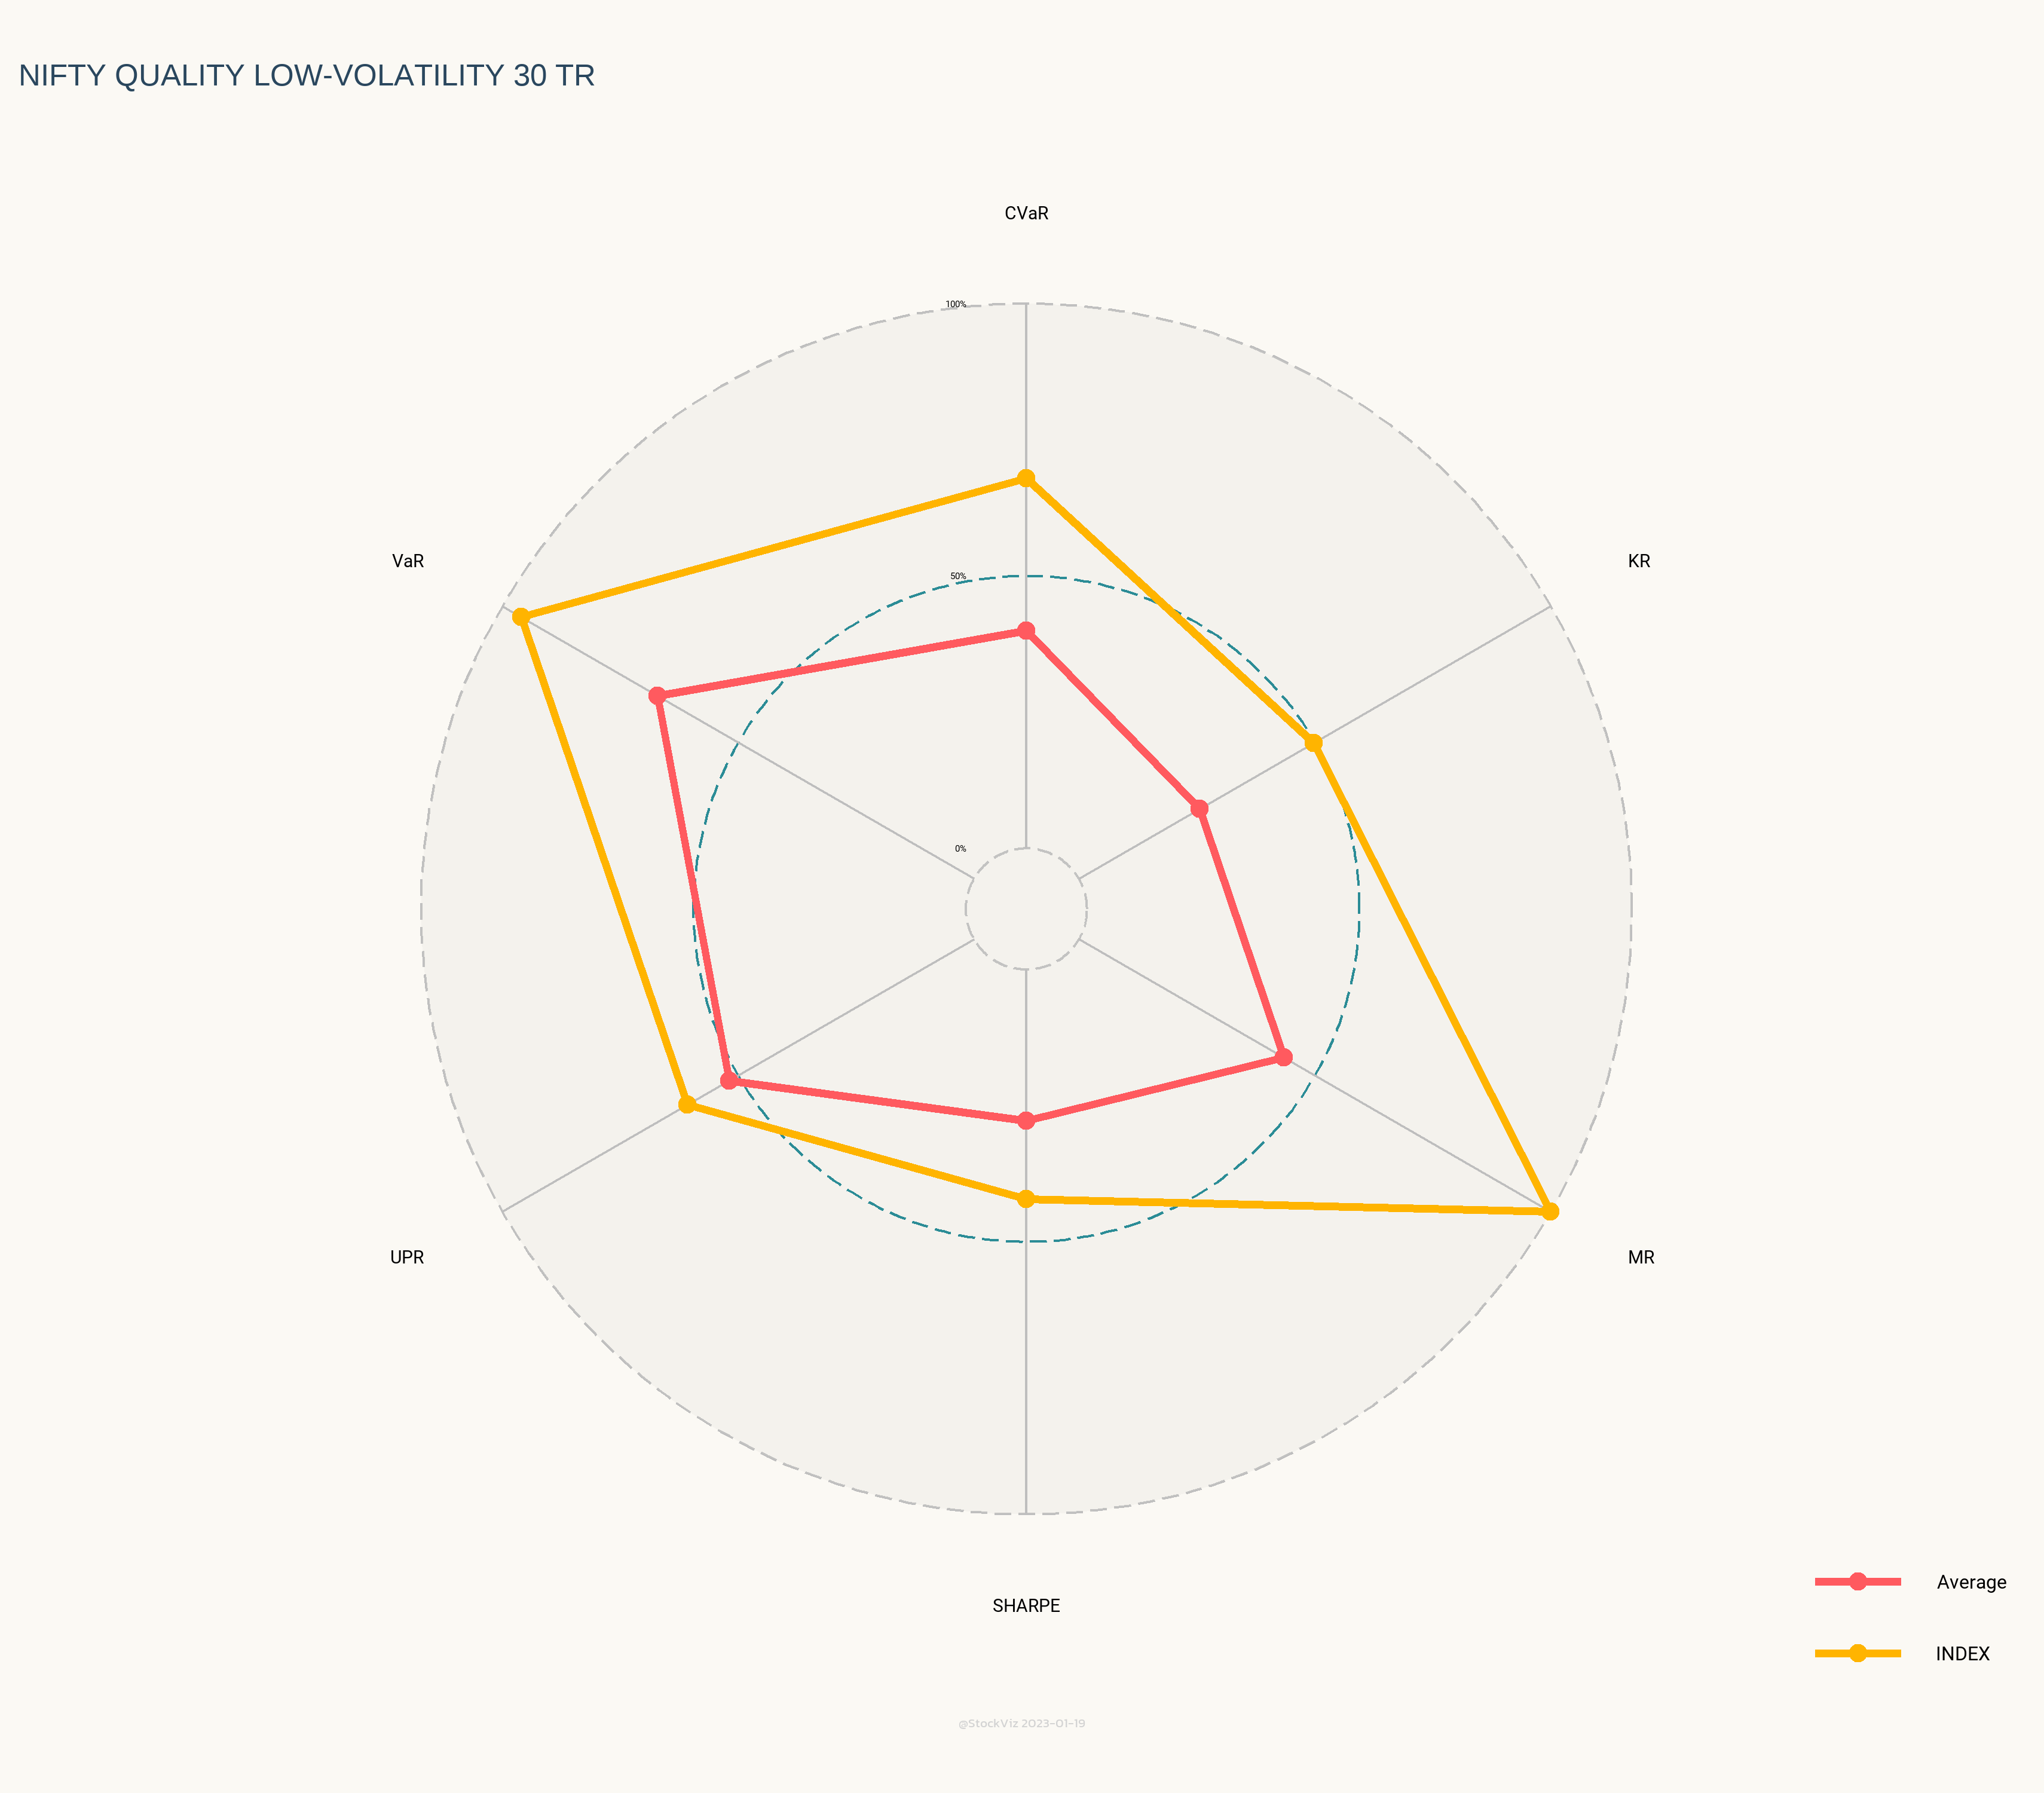 NIFTY QUALITY LOW-VOLATILITY 30 TR
CVaR
100%
VaR
KR
50%
0%
UPR
MR
SHARPE
Average
INDEX
@StockViz 2023-01-19